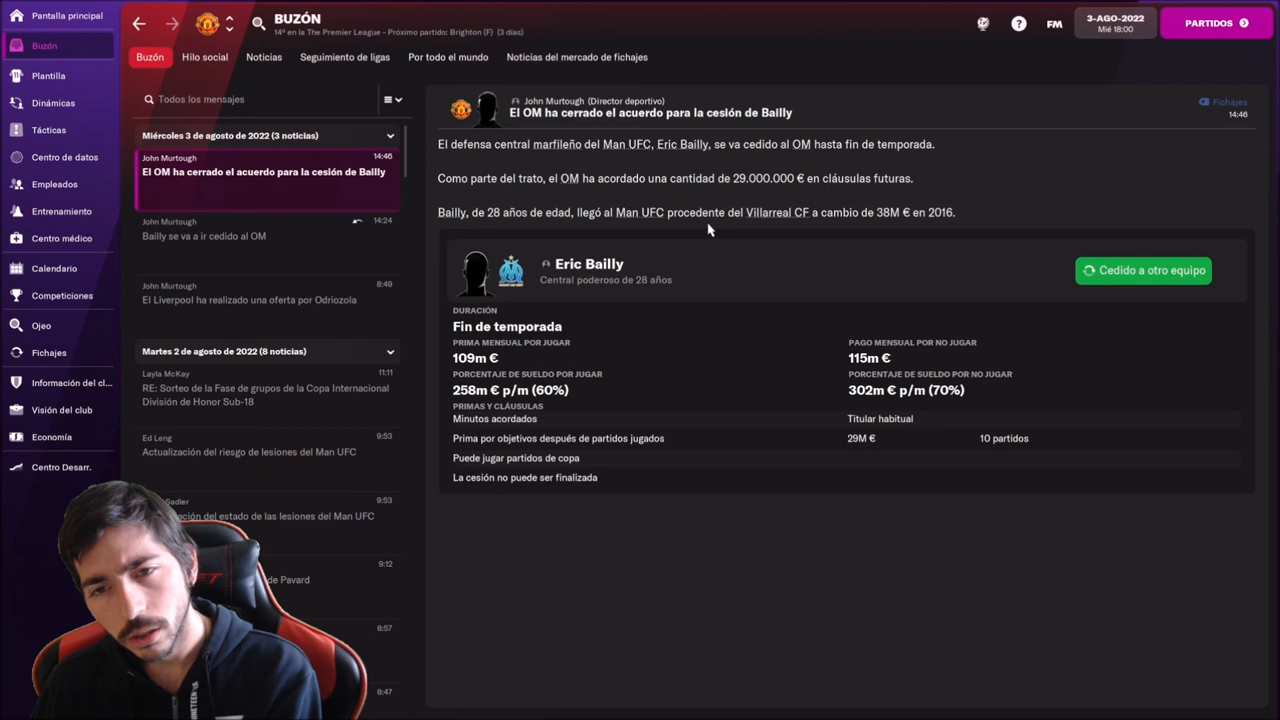 Pantalla principal
Buzón
Plantilla
Dinámicas
Tácticas
Centro de datos
Empleados
Entrenamiento
Centro médico
Calendario
Competiciones
Ojeo
Fichajes
Información del cl...
Visión del club
Economía
Centro Desarr.
BUZÓN
14º en la The Premier League - Próximo partido: Brighton (F) (3 días)
FM
3-AGO-2022
Mié 18:00
PARTIDOS
Buzón
Hilo social
Noticias
Seguimiento de ligas
Por todo el mundo
Noticias del mercado de fichajes
Todos los mensajes
Miércoles 3 de agosto de 2022 (3 noticias)
John Murtough 14:46
El OM ha cerrado el acuerdo para la cesión de Bailly
John Murtough 14:24
Bailly se va a ir cedido al OM
John Murtough 8:49
El Liverpool ha realizado una oferta por Odriozola
Martes 2 de agosto de 2022 (8 noticias)
Layla McKay 11:11
RE: Sorteo de la Fase de grupos de la Copa Internacional
División de Honor Sub-18
Ed Leng 9:53
Actualización del riesgo de lesiones del Man UFC
Sadler 9:53
del estado de las lesiones del Man UFC
9:12
de Pavard
8:57
8:47
John Murtough (Director deportivo)
El OM ha cerrado el acuerdo para la cesión de Bailly
Fichajes
14:46
El defensa central marfileño del Man UFC, Eric Bailly, se va cedido al OM hasta fin de temporada.
Como parte del trato, el OM ha acordado una cantidad de 29.000.000 € en cláusulas futuras.
Bailly, de 28 años de edad, llegó al Man UFC procedente del Villarreal CF a cambio de 38M € en 2016.
Eric Bailly
Central poderoso de 28 años
Cedido a otro equipo
DURACIÓN
Fin de temporada
PRIMA MENSUAL POR JUGAR PAGO MENSUAL POR NO JUGAR
109m € 115m €
PORCENTAJE DE SUELDO POR JUGAR PORCENTAJE DE SUELDO POR NO JUGAR
258m € p/m (60%) 302m € p/m (70%)
PRIMAS Y CLÁUSULAS
Minutos acordados Titular habitual
Prima por objetivos después de partidos jugados 29M € 10 partidos
Puede jugar partidos de copa
La cesión no puede ser finalizada